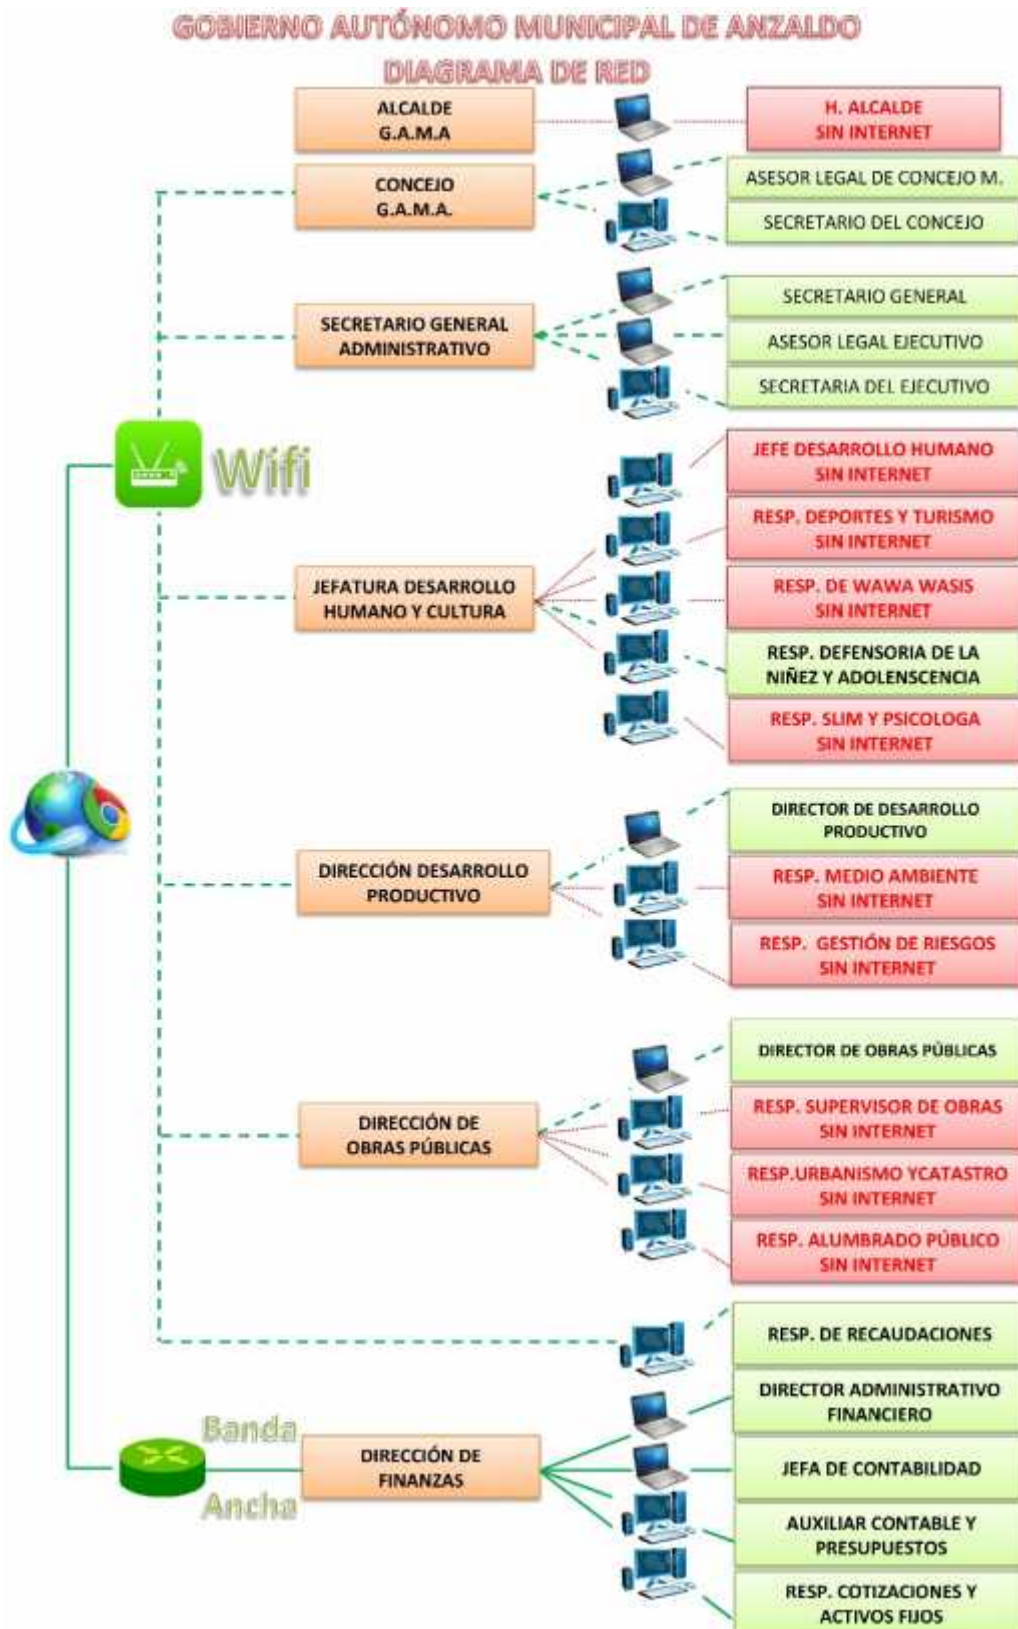 GOBIERNO AUTÓNOMO MUNICIPAL DE ANZALDO
DIAGRAMA DE RED
ALCALDE
G.A.M.A
H. ALCALDE
SIN INTERNET
CONCEJO
G.A.M.A.
ASESOR LEGAL DE CONCEJO M.
SECRETARIO DEL CONCEJO
SECRETARIO GENERAL
ADMINISTRATIVO
SECRETARIO GENERAL
ASESOR LEGAL EJECUTIVO
SECRETARIA DEL EJECUTIVO
Wifi
JEFATURA DESARROLLO
HUMANO Y CULTURA
JEFE DESARROLLO HUMANO
SIN INTERNET
RESP. DEPORTES Y TURISMO
SIN INTERNET
RESP. DE WAWA WASIS
SIN INTERNET
RESP. DEFENSORIA DE LA
NIÑEZ Y ADOLENSCENCIA
RESP. SLIM Y PSICOLOGA
SIN INTERNET
DIRECCIÓN DESARROLLO
PRODUCTIVO
DIRECTOR DE DESARROLLO
PRODUCTIVO
RESP. MEDIO AMBIENTE
SIN INTERNET
RESP. GESTIÓN DE RIESGOS
SIN INTERNET
DIRECCIÓN DE
OBRAS PÚBLICAS
DIRECTOR DE OBRAS PÚBLICAS
RESP. SUPERVISOR DE OBRAS
SIN INTERNET
RESP.URBANISMO YCATASTRO
SIN INTERNET
RESP. ALUMBRADO PÚBLICO
SIN INTERNET
RESP. DE RECAUDACIONES
Banda
Ancha
DIRECCIÓN DE
FINANZAS
DIRECTOR ADMINISTRATIVO
FINANCIERO
JEFA DE CONTABILIDAD
AUXILIAR CONTABLE Y
PRESUPUESTOS
RESP. COTIZACIONES Y
ACTIVOS FIJOS